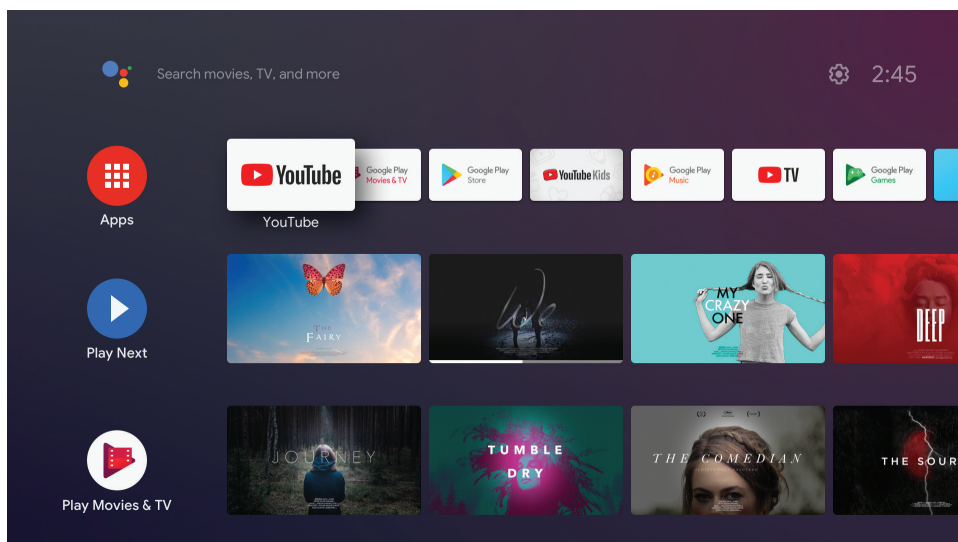 Search movies, TV, and more
2:45
Apps
YouTube
Google Play
Movies & TV
Google Play
Store
YouTube Kids
Google Play
Music
TV
Google Play
Games
YouTube
Play Next
THE
FAIRY
We
MY
CRAZY
ONE
DEEP
Play Movies & TV
JOURNEY
TUMBLE
DRY
THE COMEDIAN
THE SOUR